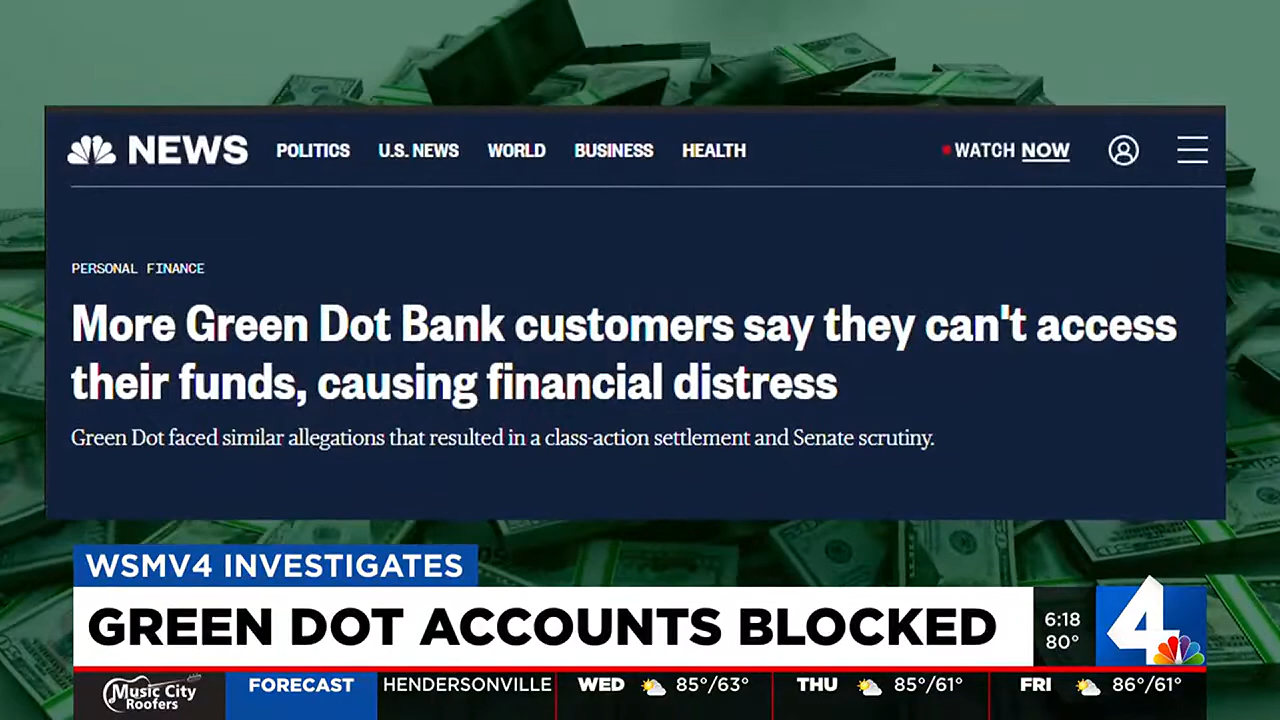 NEWS POLITICS U.S. NEWS WORLD BUSINESS HEALTH WATCH NOW
PERSONAL FINANCE
More Green Dot Bank customers say they can't access
their funds, causing financial distress
Green Dot faced similar allegations that resulted in a class-action settlement and Senate scrutiny.
WSMV4 INVESTIGATES
GREEN DOT ACCOUNTS BLOCKED
6:18
80°
4
Music City
Roofers
FORECAST HENDERSONVILLE WED 85°/63° THU 85°/61° FRI 86°/61°